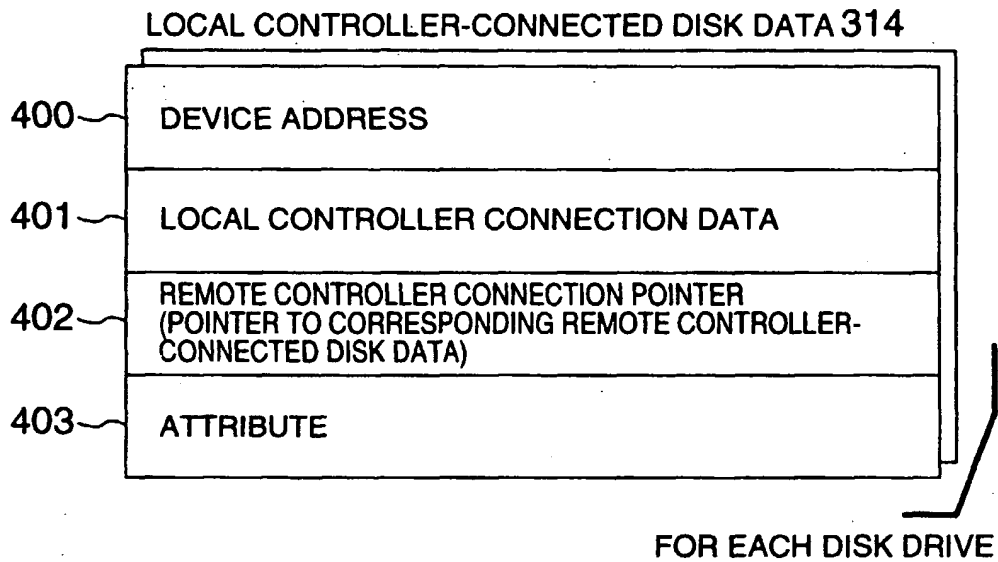 LOCAL CONTROLLER-CONNECTED DISK DATA 314
400 DEVICE ADDRESS
401 LOCAL CONTROLLER CONNECTION DATA
REMOTE CONTROLLER CONNECTION POINTER
402 (POINTER TO CORRESPONDING REMOTE CONTROLLER-
CONNECTED DISK DATA)
403 ATTRIBUTE
FOR EACH DISK DRIVE